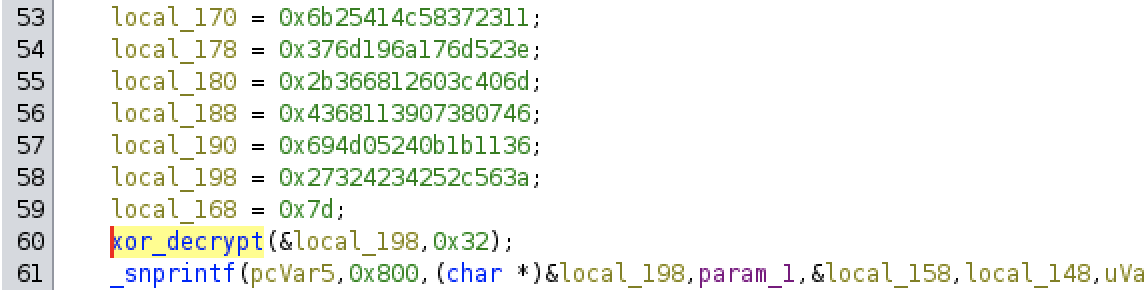 53 local_170 = 0x6b25414c58372311;
54 local_178 = 0x376d196a176d523e;
55 local_180 = 0x2b366812603c406d;
56 local_188 = 0x4368113907380746;
57 local_190 = 0x694d05240b1b1136;
58 local_198 = 0x27324234252c563a;
59 local_168 = 0x7d;
60 xor_decrypt(&local_198,0x32);
61 _snprintf(pcVar5,0x800,(char *)&local_198,param_1,&local_158,local_148,uVa